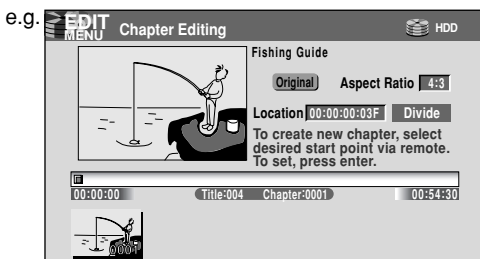 e.g.
EDIT MENU Chapter Editing HDD
Fishing Guide
Original Aspect Ratio 4:3
Location 00:00:00:03F Divide
To create new chapter, select
desired start point via remote.
To set, press enter.
00:00:00 Title:004 Chapter:0001 00:54:30
0001